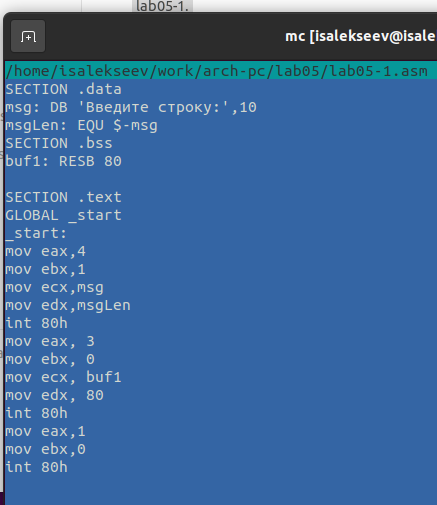 lab05-1.
mc [isalekseev@isale
/home/isalekseev/work/arch-pc/lab05/lab05-1.asm
SECTION .data
msg: DB 'Введите строку:',10
msgLen: EQU $-msg
SECTION .bss
buf1: RESB 80
SECTION .text
GLOBAL _start
_start:
mov eax,4
mov ebx,1
mov ecx,msg
mov edx,msgLen
int 80h
mov eax, 3
mov ebx, 0
mov ecx, buf1
mov edx, 80
int 80h
mov eax,1
mov ebx,0
int 80h